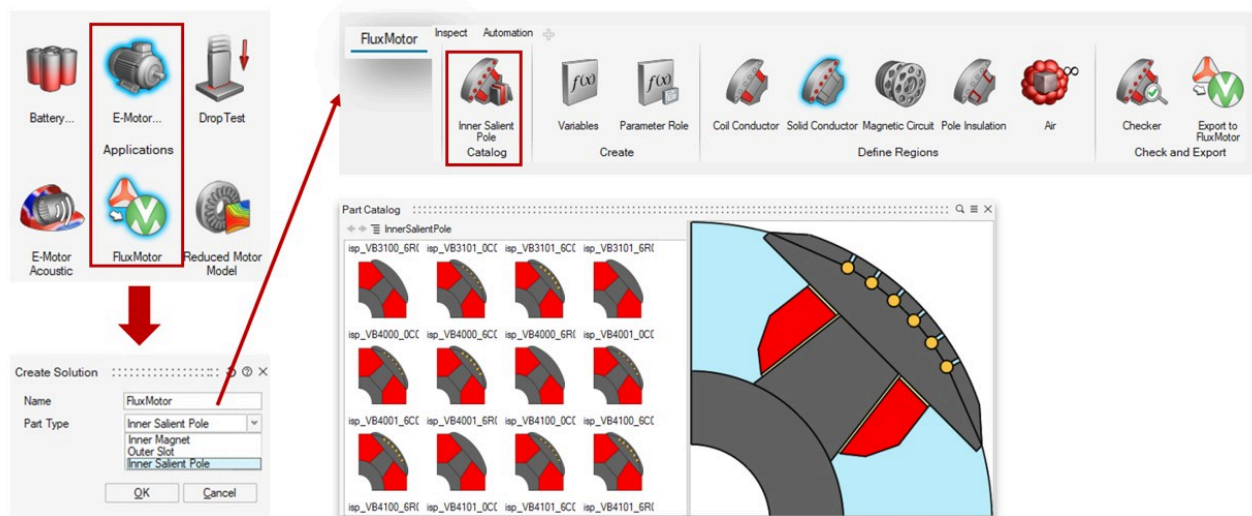 Battery...
E-Motor...
Drop Test
Applications
E-Motor
Acoustic
FluxMotor
Reduced Motor
Model
Create Solution
Name
FluxMotor
Part Type
Inner Salient Pole
Inner Magnet
Outer Slot
Inner Salient Pole
OK
Cancel
FluxMotor
Inspect
Automation
Inner Salient
Pole
Catalog
f(x)
Variables
f(x)
Parameter Role
Create
Coil Conductor
Solid Conductor
Magnetic Circuit
Pole Insulation
∞
Air
Define Regions
Checker
Export to
FluxMotor
Check and Export
Part Catalog
InnerSalientPole
isp_VB3100_6R( isp_VB3101_0C( isp_VB3101_6C( isp_VB3101_6R(
isp_VB4000_0C( isp_VB4000_6C( isp_VB4000_6R( isp_VB4001_0C(
isp_VB4001_6C( isp_VB4001_6R( isp_VB4100_0C( isp_VB4100_6C(
isp_VB4100_6R( isp_VB4101_0C( isp_VB4101_6C( isp_VB4101_6R(